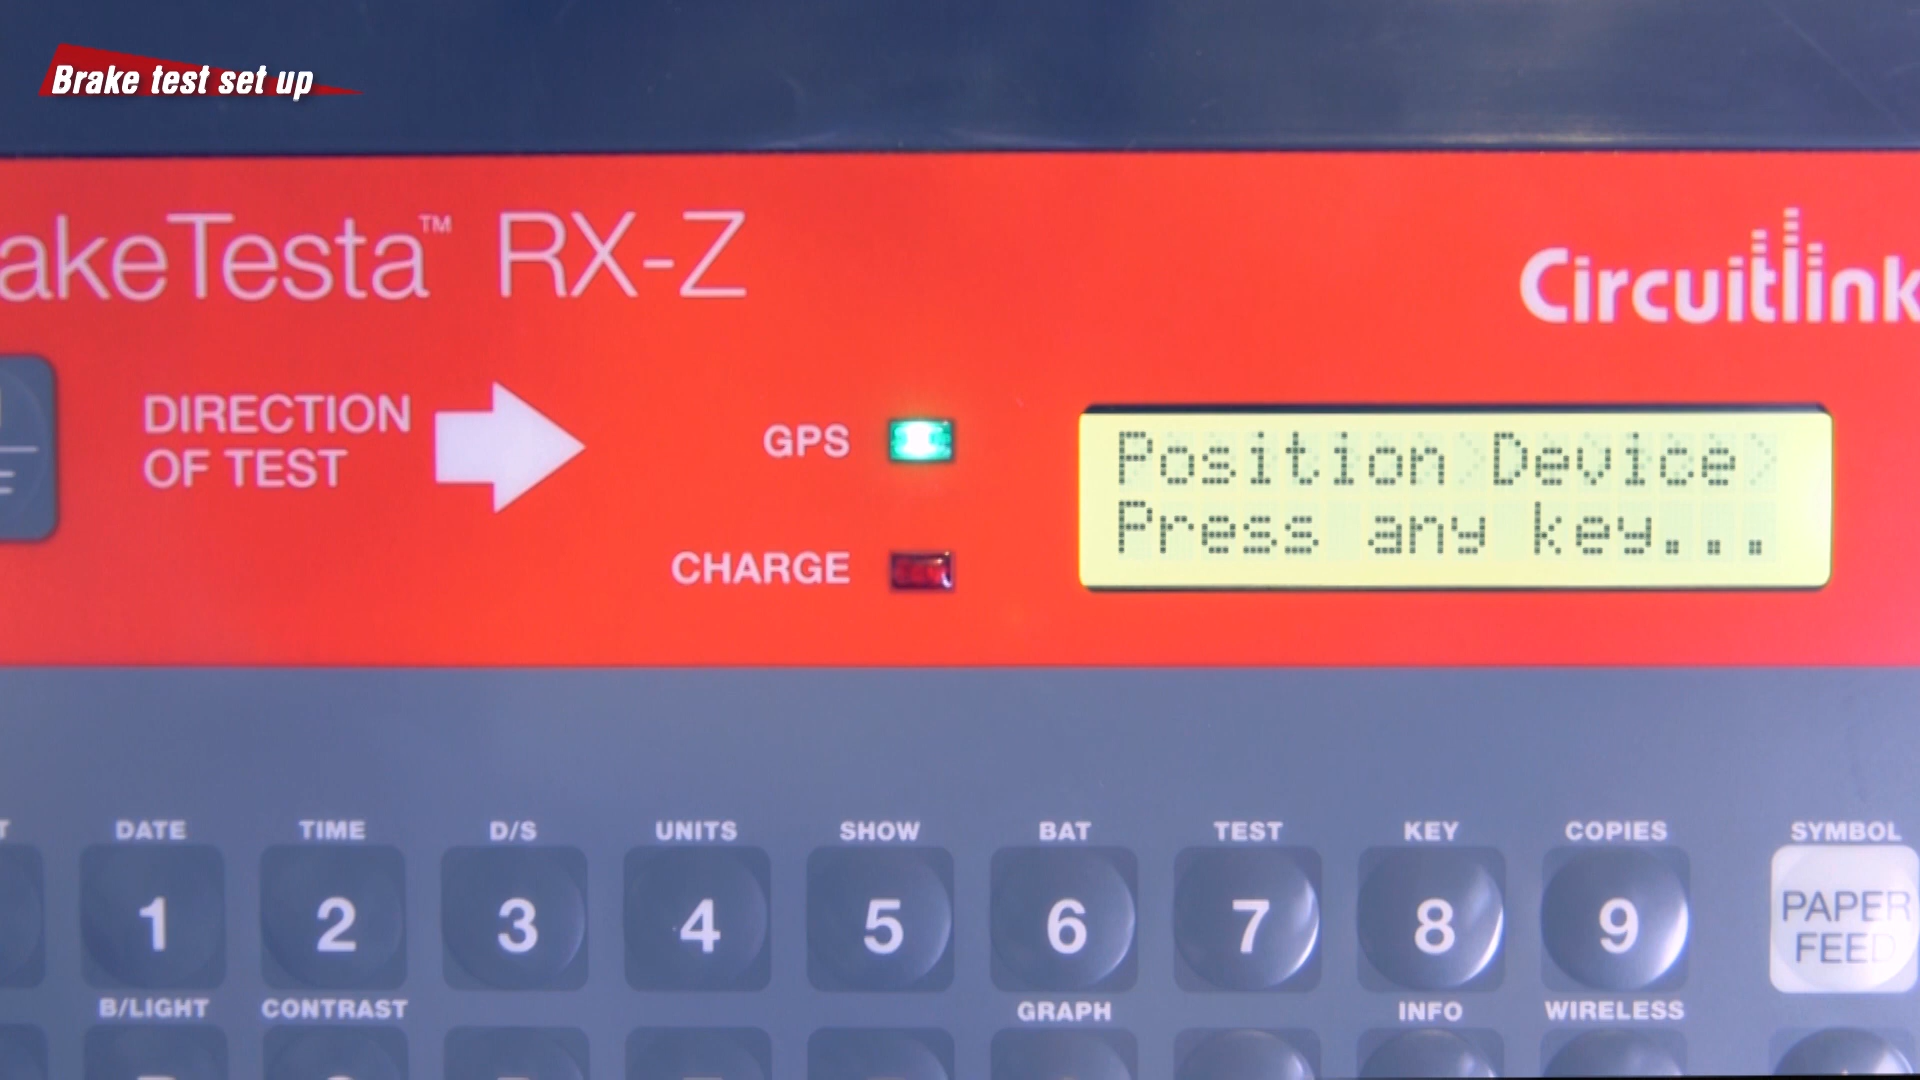 Brake test set up
akeTesta™ RX-Z
Circuitlink
DIRECTION
OF TEST
GPS
CHARGE
Position Device
Press any key...
DATE TIME D/S UNITS SHOW BAT TEST KEY COPIES SYMBOL
1 2 3 4 5 6 7 8 9 PAPER
FEED
B/LIGHT CONTRAST GRAPH INFO WIRELESS